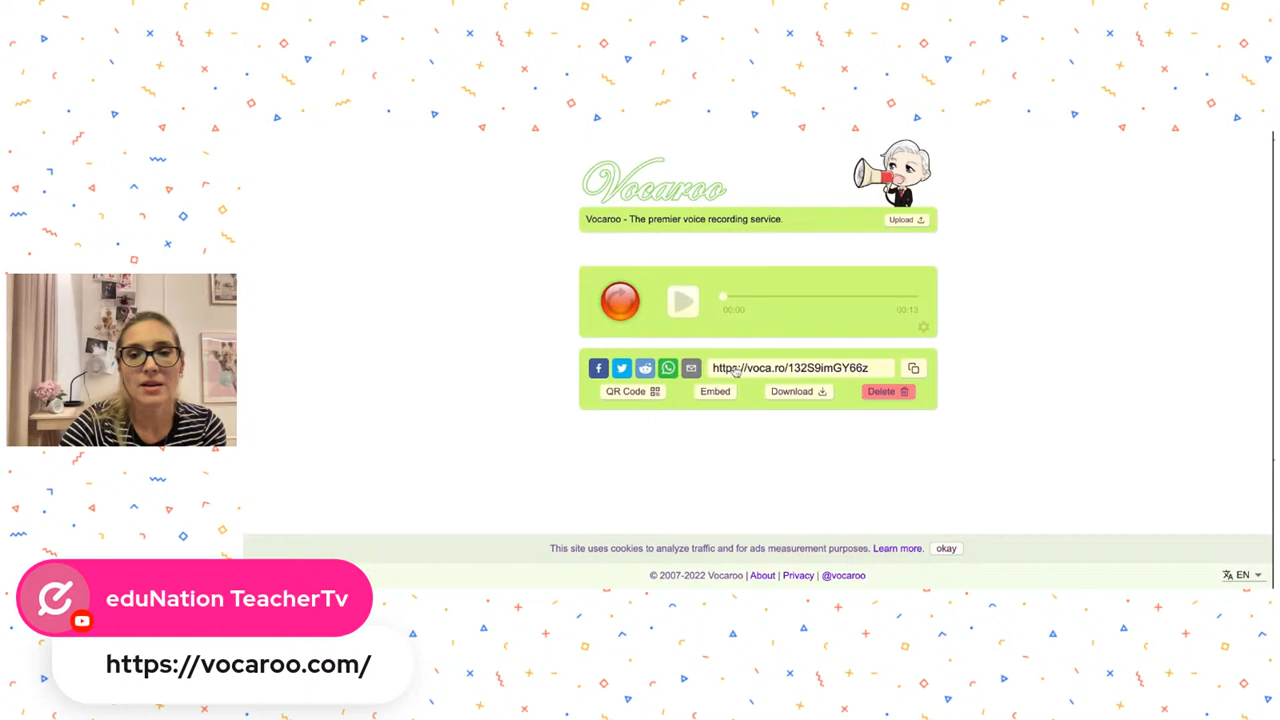 Vocaroo
Vocaroo - The premier voice recording service.
Upload
00:00
00:13
https://voca.ro/132S9imGY66z
QR Code
Embed
Download
Delete
This site uses cookies to analyze traffic and for ads measurement purposes. Learn more. okay
© 2007-2022 Vocaroo | About | Privacy | @vocaroo
EN
eduNation TeacherTv
https://vocaroo.com/